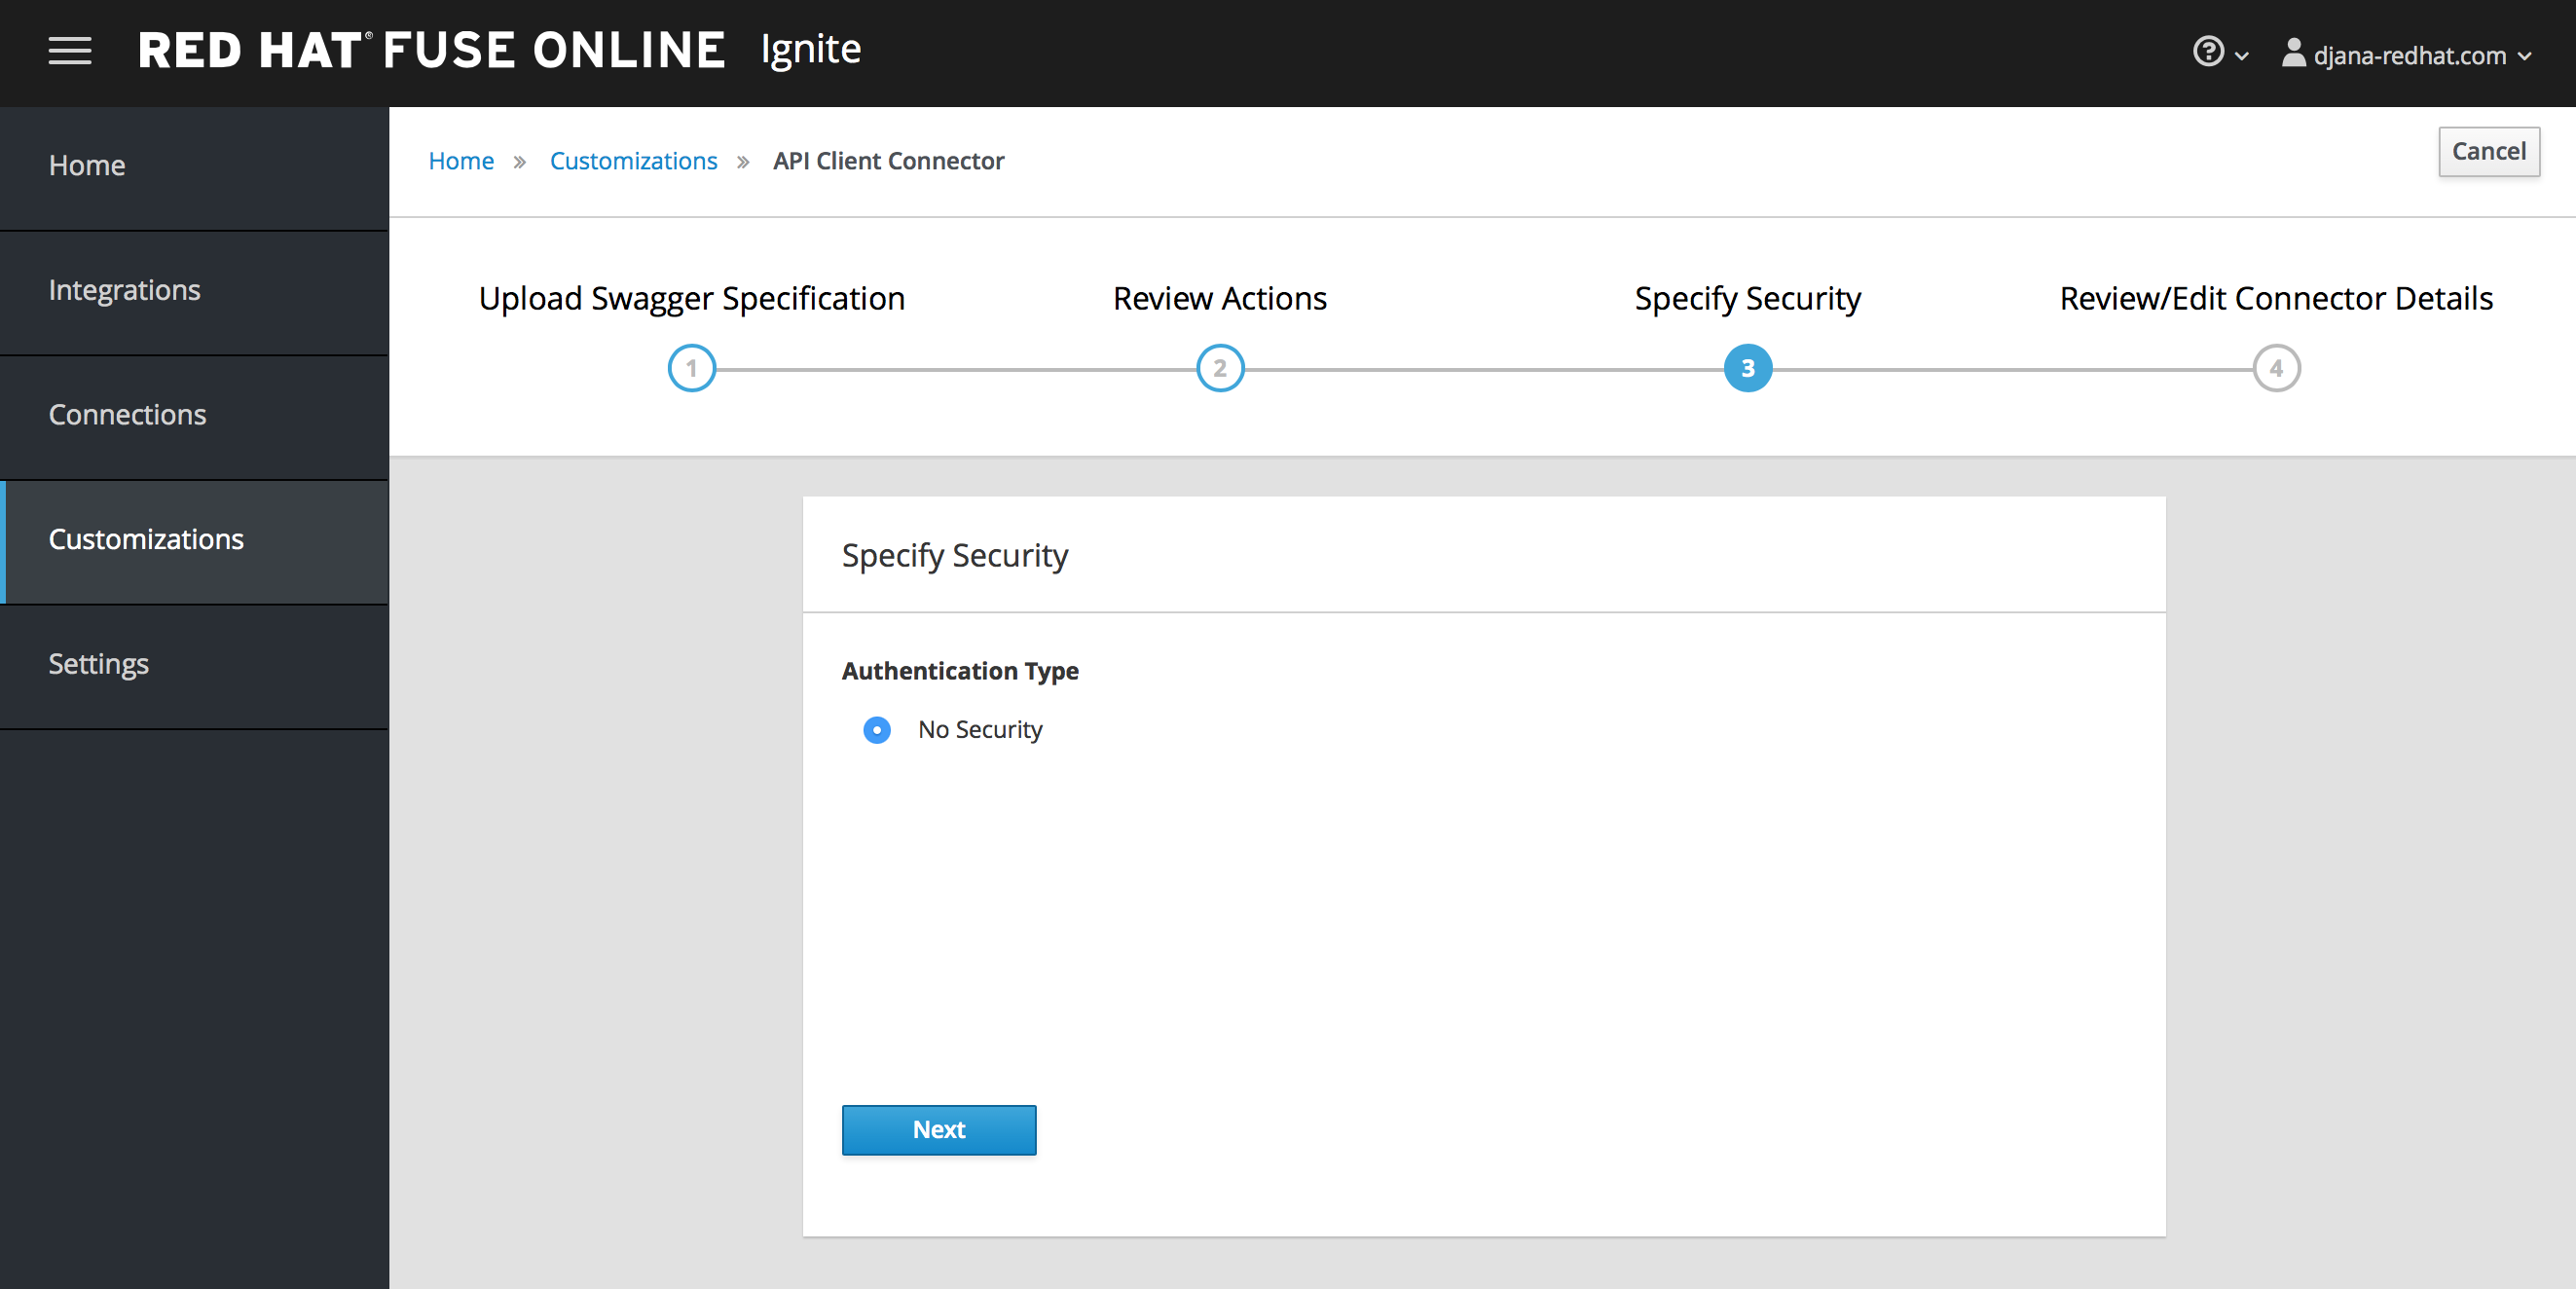 RED HAT® FUSE ONLINE Ignite
? djana-redhat.com
Home
Integrations
Connections
Customizations
Settings
Home » Customizations » API Client Connector
Cancel
Upload Swagger Specification
Review Actions
Specify Security
Review/Edit Connector Details
1
2
3
4
Specify Security
Authentication Type
No Security
Next